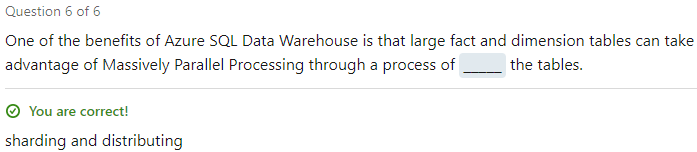 Question 6 of 6
One of the benefits of Azure SQL Data Warehouse is that large fact and dimension tables can take
advantage of Massively Parallel Processing through a process of _____ the tables.
You are correct!
sharding and distributing